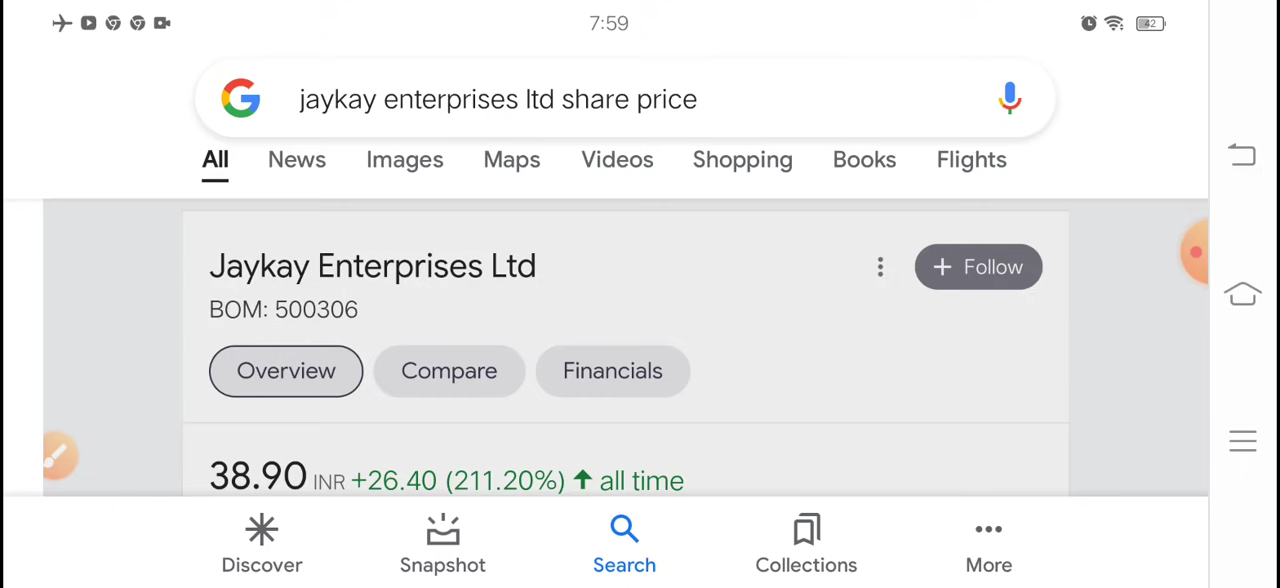 7:59
42
jaykay enterprises ltd share price
All News Images Maps Videos Shopping Books Flights
Jaykay Enterprises Ltd
+ Follow
BOM: 500306
Overview Compare Financials
38.90 INR +26.40 (211.20%) ↑ all time
Discover Snapshot Search Collections More